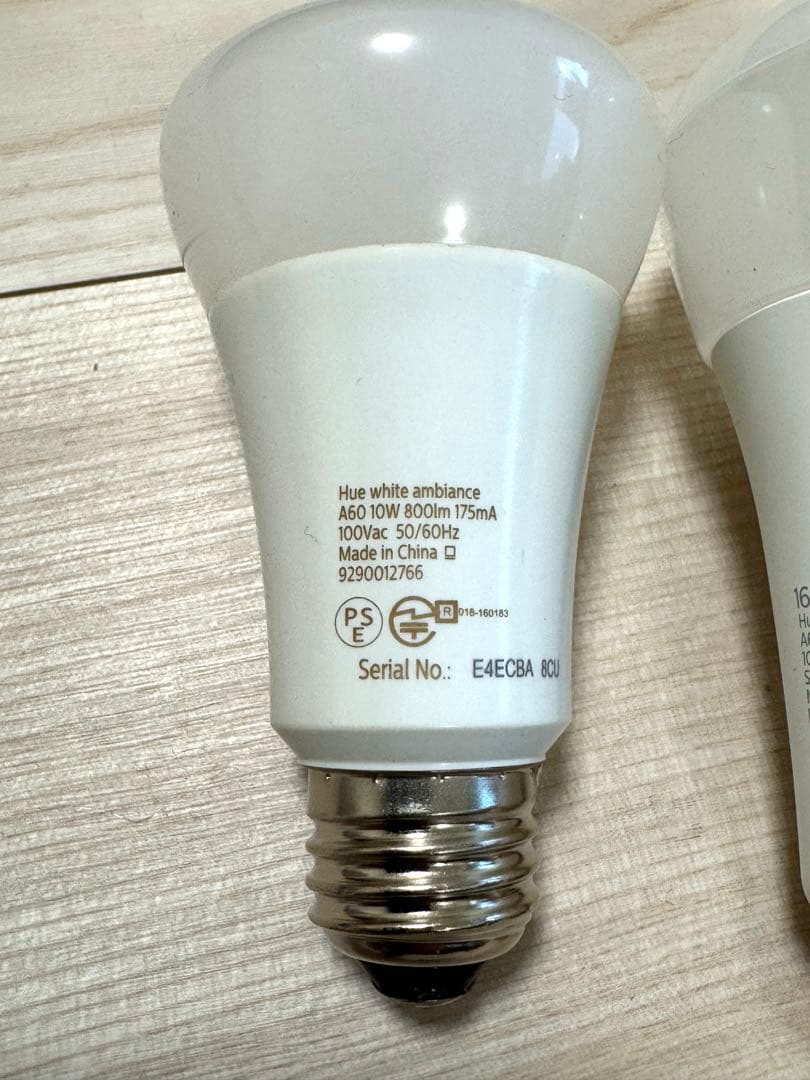 Hue white ambiance
A60 10W 800lm 175mA
100Vac 50/60Hz
Made in China
9290012766
PS
E
R 018-160183
Serial No.: E4ECBA 8CU
16